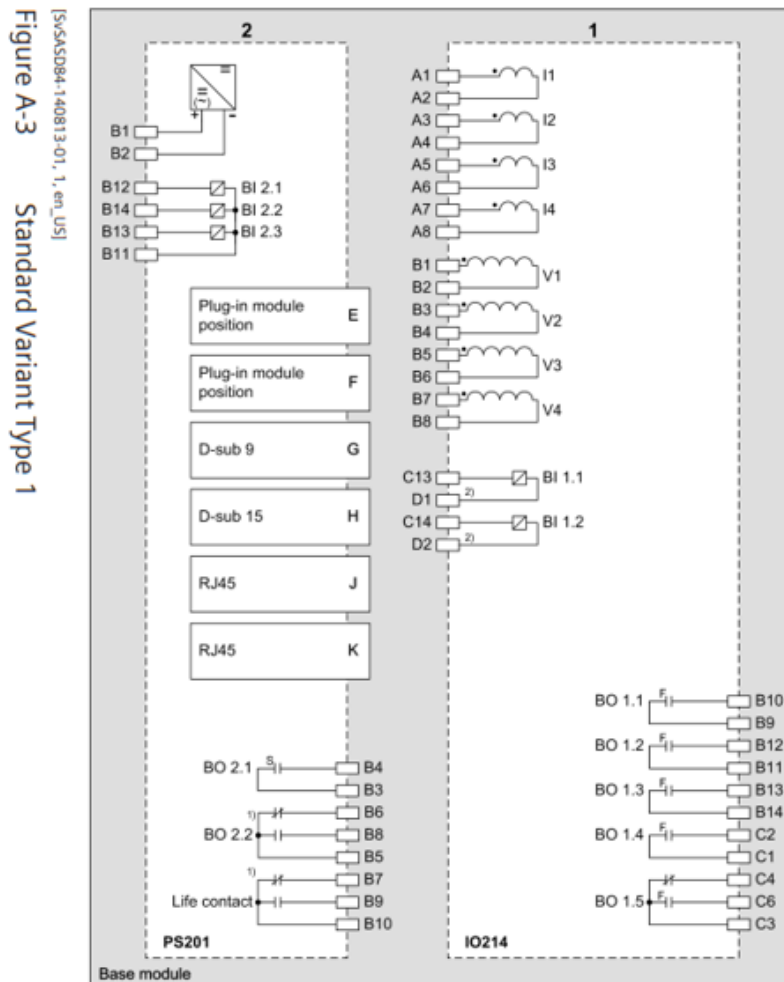 [SvSASD84-140813-01, 1, en_US]
Figure A-3 Standard Variant Type 1
2
1
= 
= (~)
+ -
B1
B2
B12 BI 2.1
B14 BI 2.2
B13 BI 2.3
B11
Plug-in module position E
Plug-in module position F
D-sub 9 G
D-sub 15 H
RJ45 J
RJ45 K
BO 2.1 S B4
B3
1) B6
BO 2.2 B8
B5
1) B7
Life contact B9
B10
PS201
A1 I1
A2
A3 I2
A4
A5 I3
A6
A7 I4
A8
B1 V1
B2
B3 V2
B4
B5 V3
B6
B7 V4
B8
C13 BI 1.1
D1 2)
C14 BI 1.2
D2 2)
BO 1.1 F B10
B9
BO 1.2 F B12
B11
BO 1.3 F B13
B14
BO 1.4 F C2
C1
C4
BO 1.5 F C6
C3
IO214
Base module